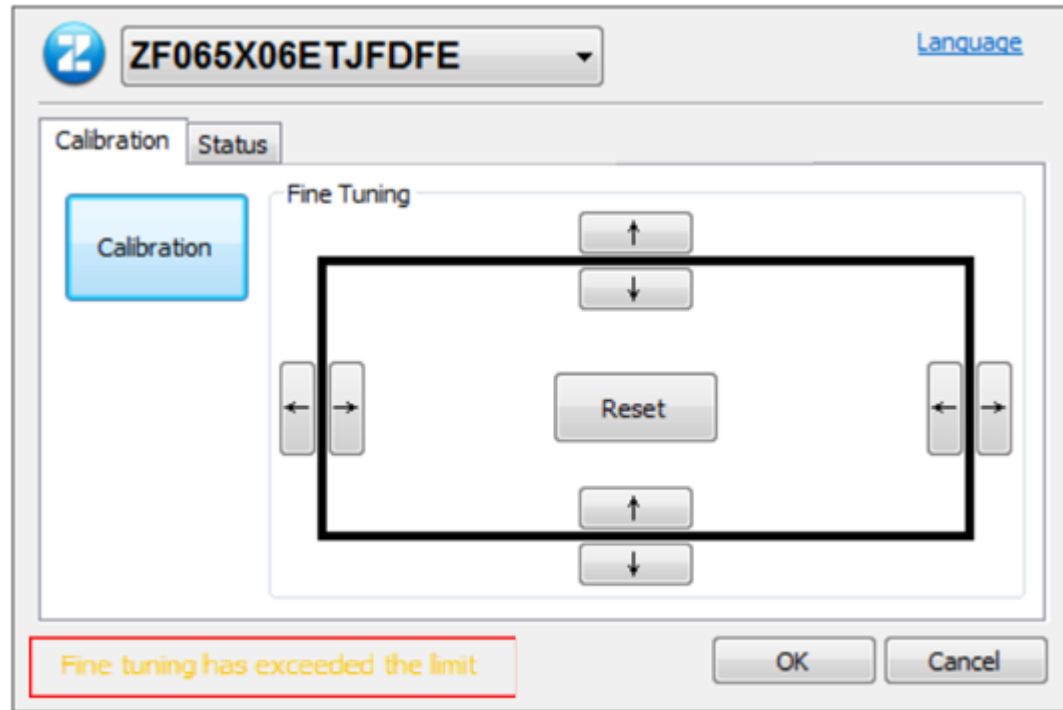 ZF065X06ETJFDFE
Language
Calibration
Status
Calibration
Fine Tuning
↑
↓
←
→
Reset
←
→
↑
↓
Fine tuning has exceeded the limit
OK
Cancel